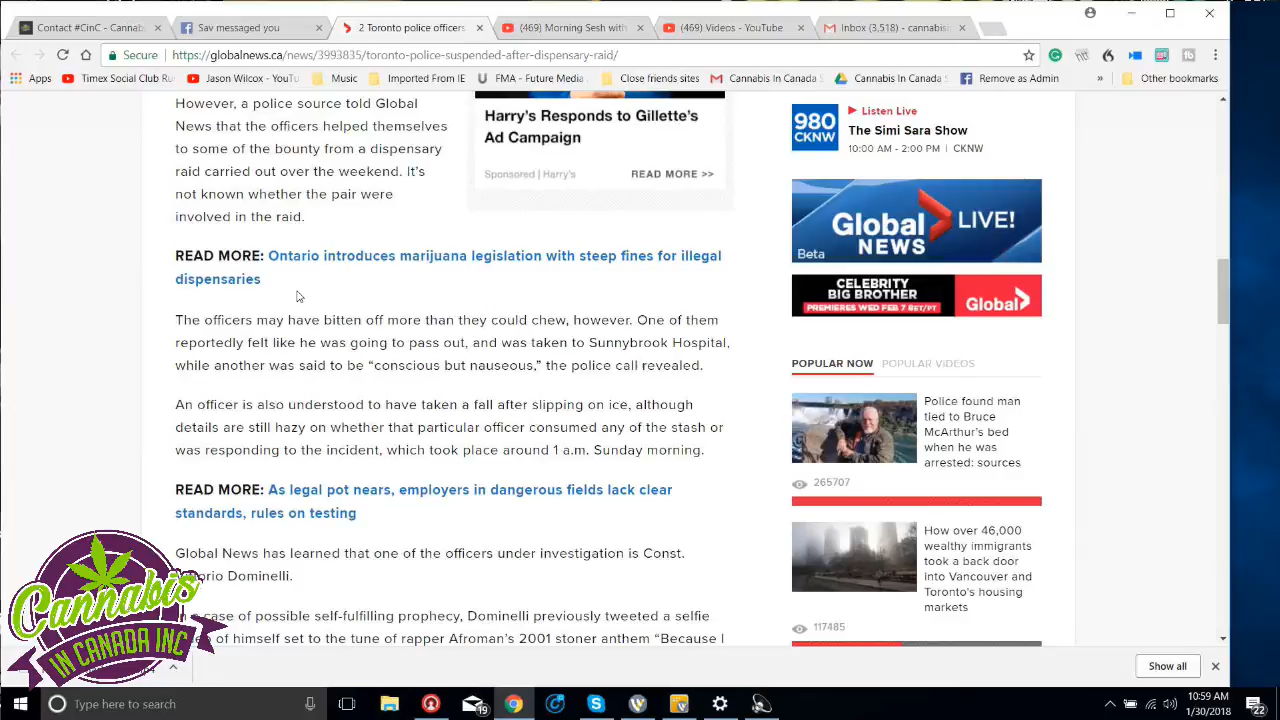 Contact #CinC - Cannab
Sav messaged you
2 Toronto police officers
(469) Morning Sesh with
(469) Videos - YouTube
Inbox (3,518) - cannabis
Secure
https://globalnews.ca/news/3993835/toronto-police-suspended-after-dispensary-raid/
Apps
Timex Social Club Ru
Jason Wilcox - YouTu
Music
Imported From IE
FMA - Future Media
Close friends sites
Cannabis In Canada S
Cannabis In Canada S
Remove as Admin
»
Other bookmarks
However, a police source told Global
News that the officers helped themselves
to some of the bounty from a dispensary
raid carried out over the weekend. It's
not known whether the pair were
involved in the raid.
Harry's Responds to Gillette's
Ad Campaign
Sponsored | Harry's
READ MORE >>
READ MORE: Ontario introduces marijuana legislation with steep fines for illegal
dispensaries
The officers may have bitten off more than they could chew, however. One of them
reportedly felt like he was going to pass out, and was taken to Sunnybrook Hospital,
while another was said to be “conscious but nauseous,” the police call revealed.
An officer is also understood to have taken a fall after slipping on ice, although
details are still hazy on whether that particular officer consumed any of the stash or
was responding to the incident, which took place around 1 a.m. Sunday morning.
READ MORE: As legal pot nears, employers in dangerous fields lack clear
standards, rules on testing
Global News has learned that one of the officers under investigation is Const.
Dominelli.
case of possible self-fulfilling prophecy, Dominelli previously tweeted a selfie
of himself set to the tune of rapper Afroman's 2001 stoner anthem “Because I
980
CKNW
Listen Live
The Simi Sara Show
10:00 AM - 2:00 PM | CKNW
Global
NEWS
LIVE!
Beta
CELEBRITY
BIG BROTHER
PREMIERES WED FEB 7 8ET/PT
Global
POPULAR NOW
POPULAR VIDEOS
Police found man
tied to Bruce
McArthur's bed
when he was
arrested: sources
265707
How over 46,000
wealthy immigrants
took a back door
into Vancouver and
Toronto's housing
markets
117485
Cannabis
IN CANADA INC
Show all
Type here to search
19
10:59 AM
1/30/2018
22